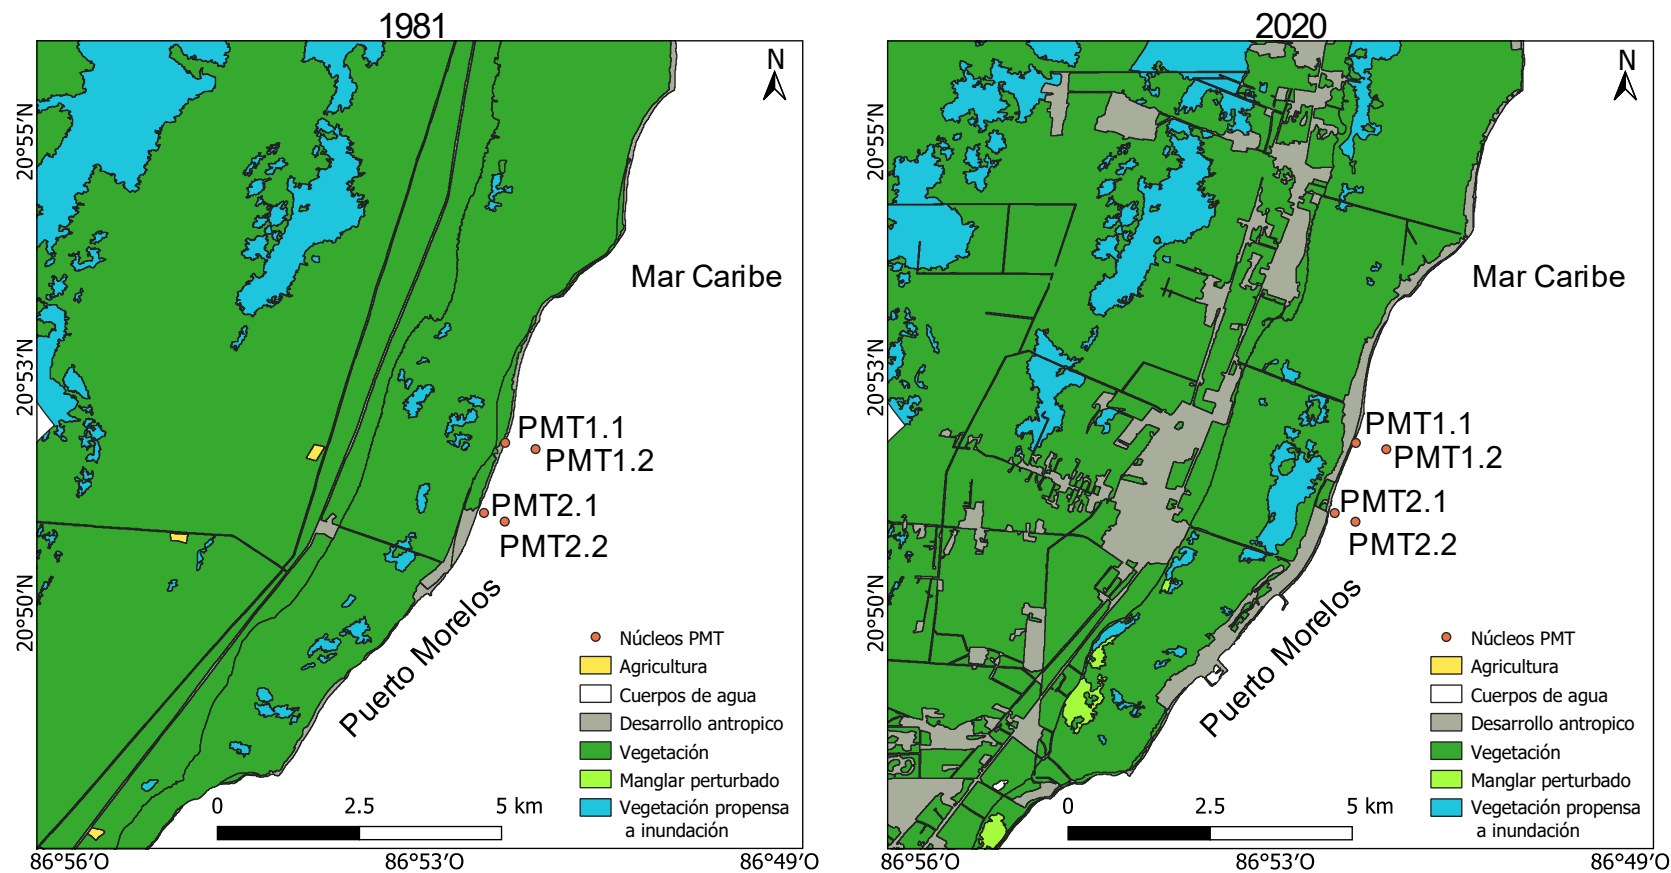 1981
N
20°55′N
20°53′N
20°50′N
Mar Caribe
PMT1.1
PMT1.2
PMT2.1
PMT2.2
Puerto Morelos
Núcleos PMT
Agricultura
Cuerpos de agua
Desarrollo antropico
Vegetación
Manglar perturbado
Vegetación propensa
a inundación
0 2.5 5 km
86°56′O 86°53′O 86°49′O
2020
N
20°55′N
20°53′N
20°50′N
Mar Caribe
PMT1.1
PMT1.2
PMT2.1
PMT2.2
Puerto Morelos
Núcleos PMT
Agricultura
Cuerpos de agua
Desarrollo antropico
Vegetación
Manglar perturbado
Vegetación propensa
a inundación
0 2.5 5 km
86°56′O 86°53′O 86°49′O